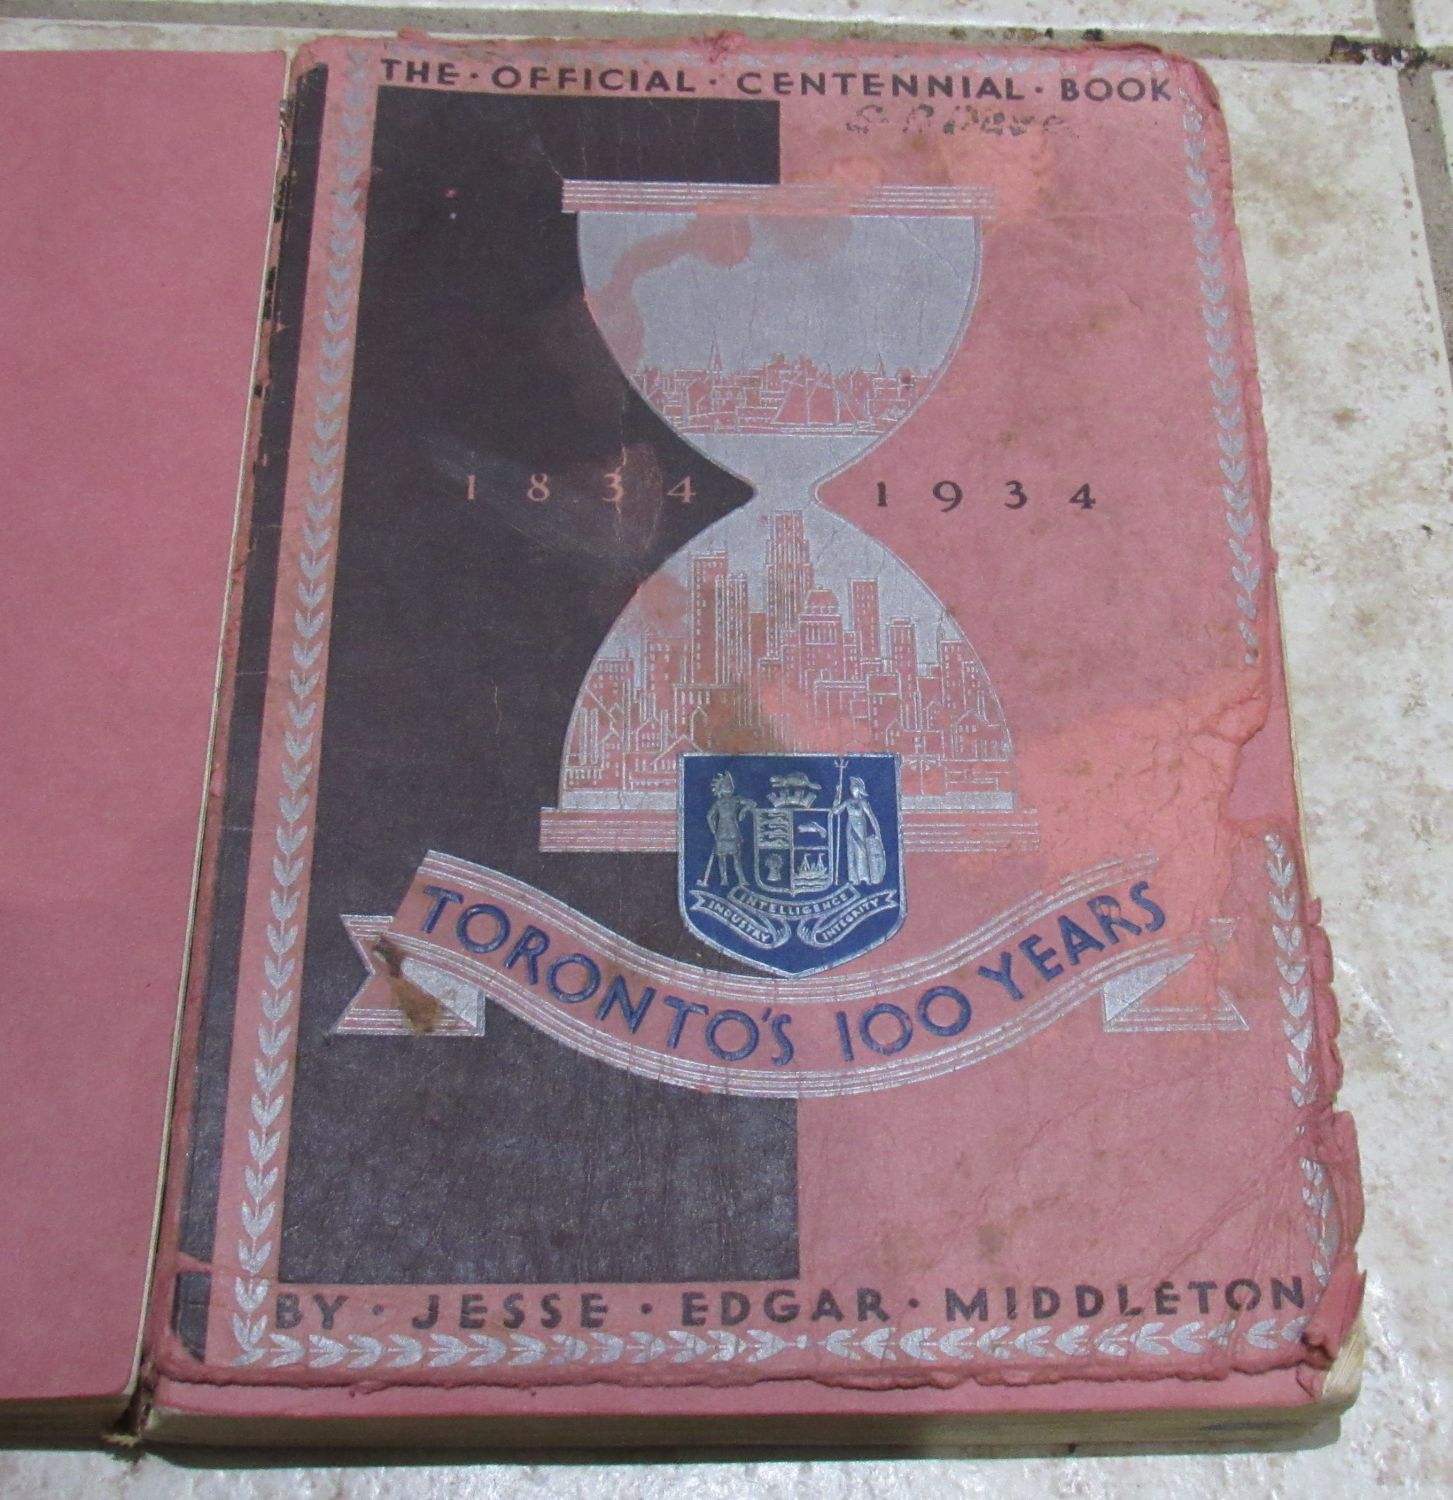 THE · OFFICIAL · CENTENNIAL · BOOK
1834 1934
INTELLIGENCE
INDUSTRY INTEGRITY
TORONTO'S 100 YEARS
BY · JESSE · EDGAR · MIDDLETON